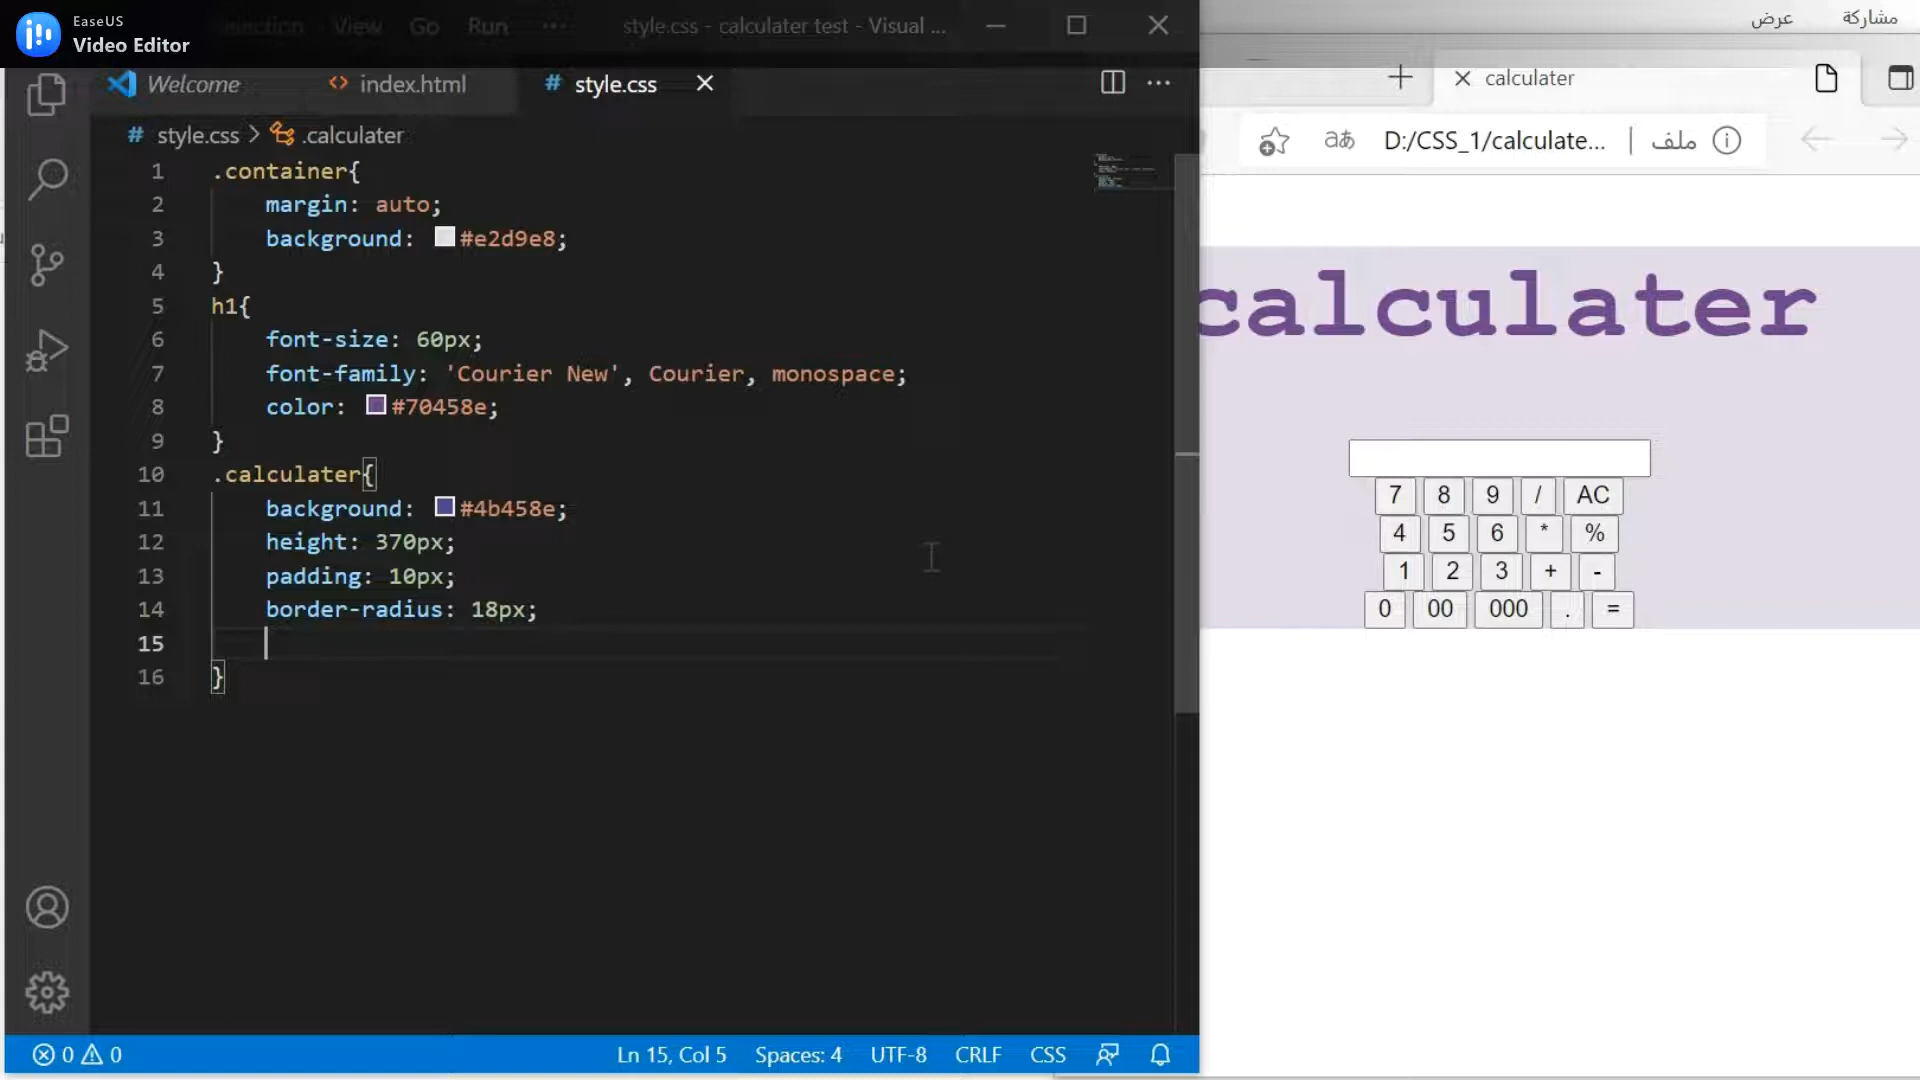 EaseUS
Video Editor
View Go Run ···
style.css - calculater test - Visual ...
Welcome
index.html
# style.css
# style.css > .calculater
1 .container{
2 margin: auto;
3 background: #e2d9e8;
4 }
5 h1{
6 font-size: 60px;
7 font-family: 'Courier New', Courier, monospace;
8 color: #70458e;
9 }
10 .calculater{
11 background: #4b458e;
12 height: 370px;
13 padding: 10px;
14 border-radius: 18px;
15
16 }
0 0
Ln 15, Col 5
Spaces: 4
UTF-8
CRLF
CSS
عرض
مشاركة
calculater
aあ
D:/CSS_1/calculate...
ملف
calculater
7 8 9 / AC
4 5 6 * %
1 2 3 + -
0 00 000 . =